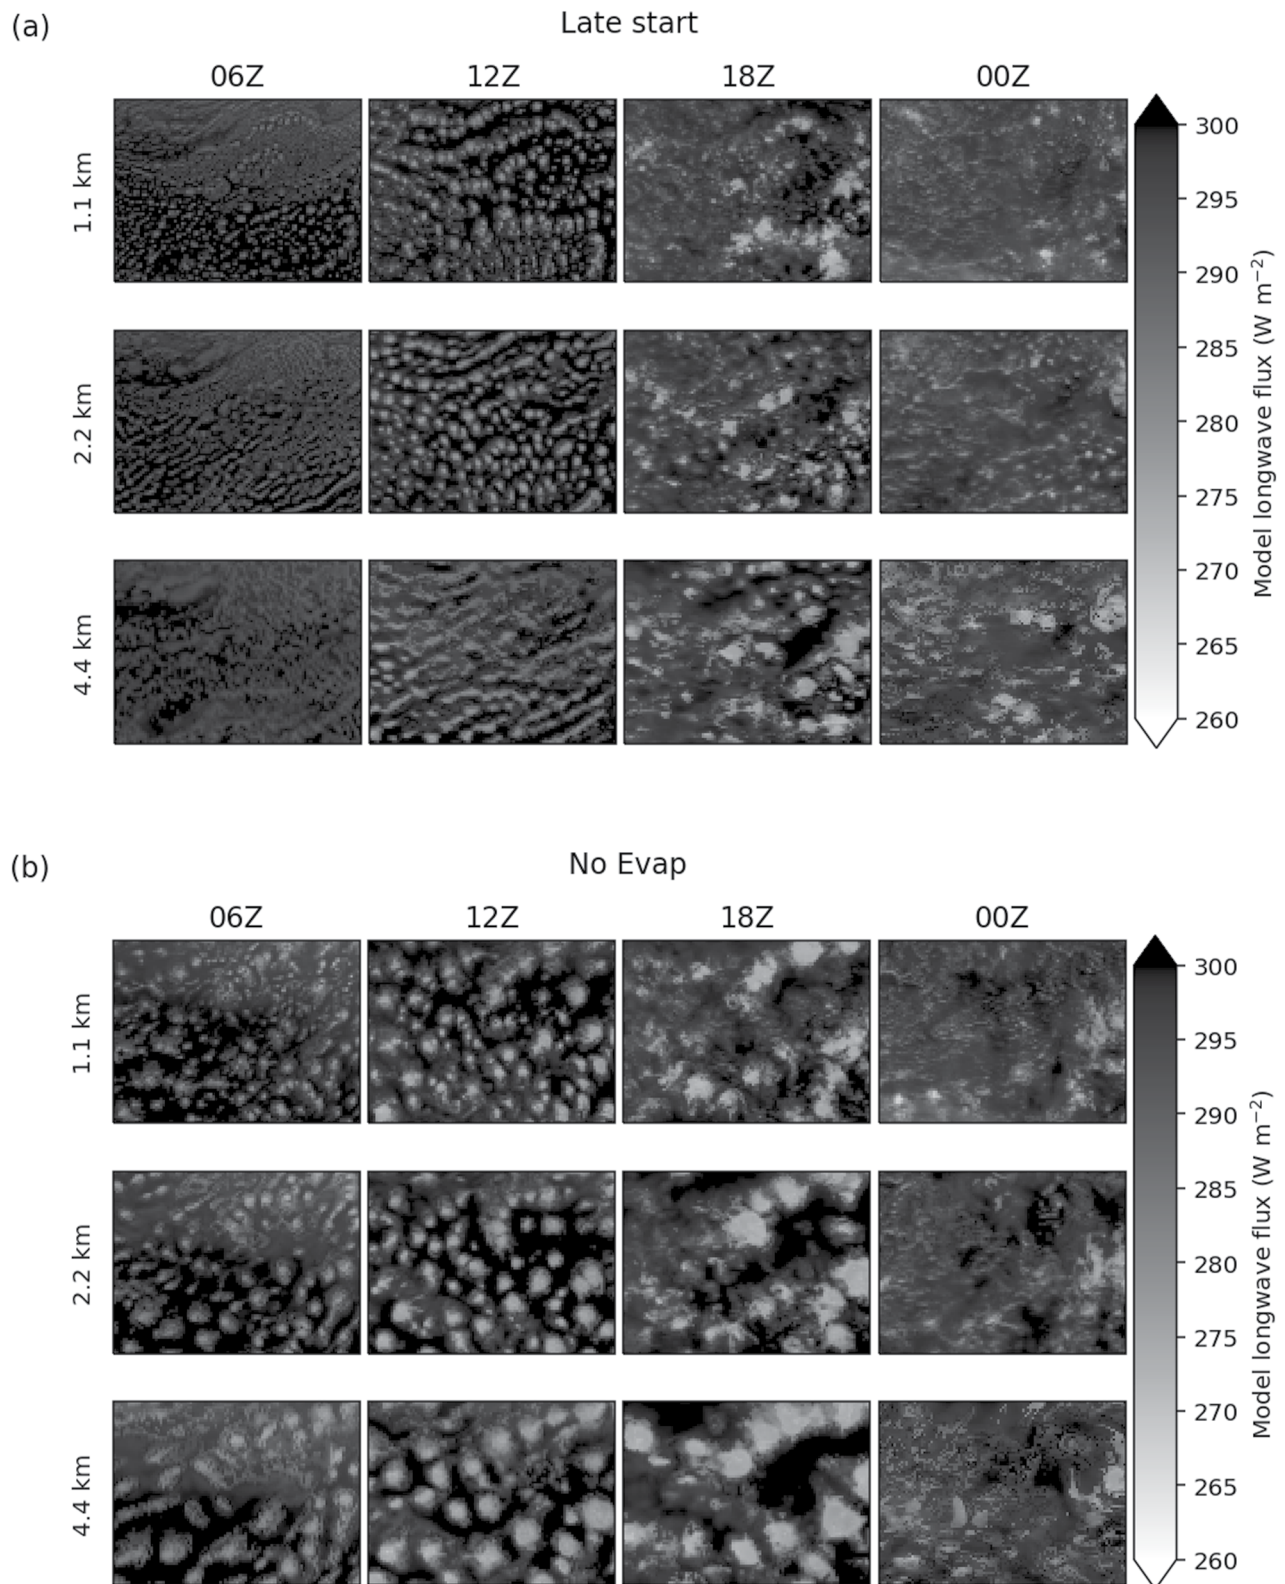 (a)
Late start
06Z 12Z 18Z 00Z
1.1 km
2.2 km
4.4 km
300
295
290
285
280
275
270
265
260
Model longwave flux (W m⁻²)
(b)
No Evap
06Z 12Z 18Z 00Z
1.1 km
2.2 km
4.4 km
300
295
290
285
280
275
270
265
260
Model longwave flux (W m⁻²)